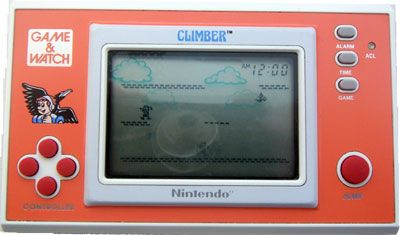 GAME
&
WATCH
CLIMBER™
ALARM
ACL
TIME
GAME
AM 12:00
CONTROLLER
Nintendo
JUMP